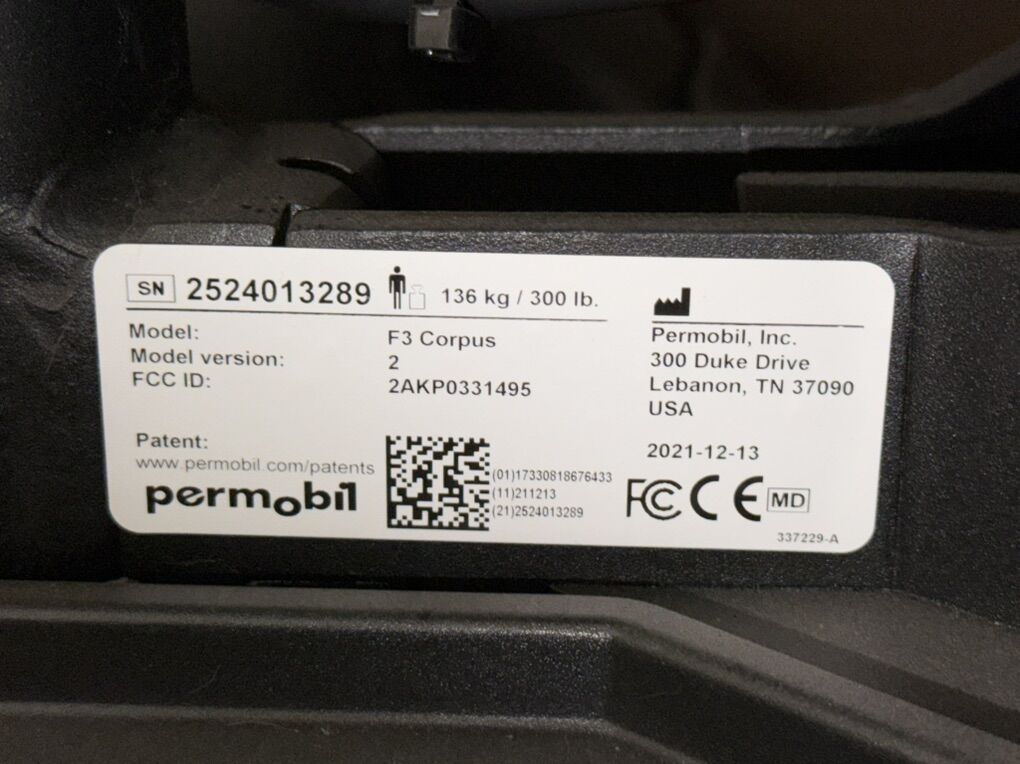 SN 2524013289 136 kg / 300 lb.
Model: F3 Corpus
Model version: 2
FCC ID: 2AKP0331495
Permobil, Inc.
300 Duke Drive
Lebanon, TN 37090
USA
2021-12-13
Patent:
www.permobil.com/patents
permobil
(01)17330818676433
(11)211213
(21)2524013289
FC CE MD
337229-A